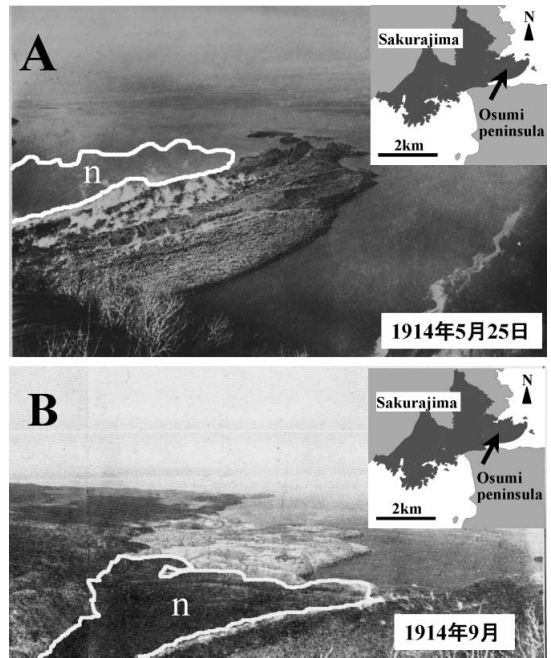 A
Sakurajima
N
Osumi
peninsula
2km
n
1914年5月25日
B
Sakurajima
N
Osumi
peninsula
2km
n
1914年9月